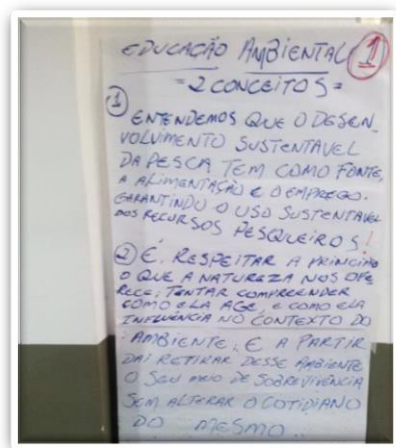 EDUCAÇÃO AMBIENTAL 1
= 2 CONCEITOS =
① ENTENDEMOS QUE O DESEN-
VOLVIMENTO SUSTENTÁVEL
DA PESCA TEM COMO FONTE,
A ALIMENTAÇÃO E O EMPREGO.
GARANTINDO O USO SUSTENTÁVEL
DOS RECURSOS PESQUEIROS!
② É. RESPEITAR A PRINCÍPIO
O QUE A NATUREZA NOS OFE
RECE; TENTAR COMPREENDER
COMO ELA AGE, E COMO ELA
INFLUÊNCIA NO CONTEXTO DO
AMBIENTE; E A PARTIR
DAÍ RETIRAR DESSE AMBIENTE
O SEU MEIO DE SOBREVIVÊNCIA
SEM ALTERAR O COTIDIANO
DO MESMO.